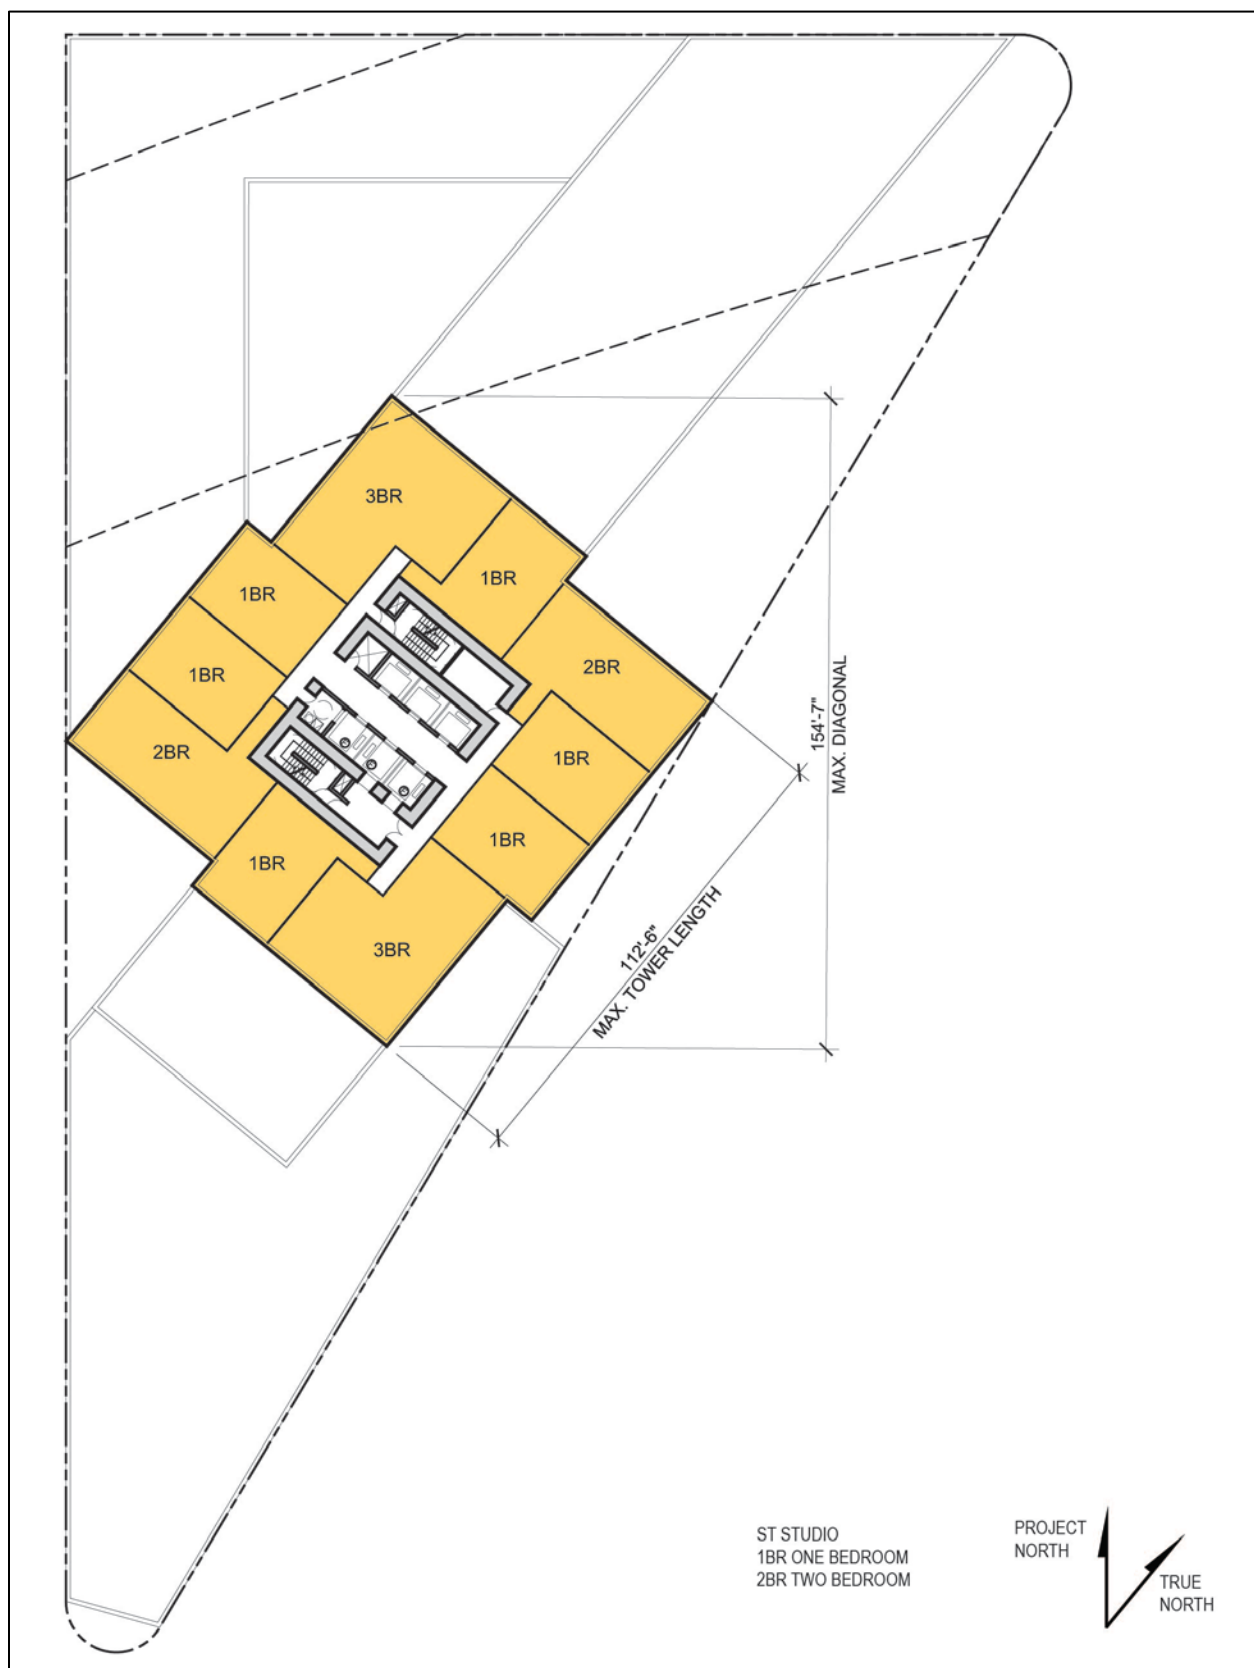 3BR
1BR
1BR
2BR
1BR
2BR
1BR
1BR
1BR
3BR
154'-7"
MAX. DIAGONAL
112'-6"
MAX. TOWER LENGTH
ST STUDIO
1BR ONE BEDROOM
2BR TWO BEDROOM
PROJECT
NORTH
TRUE
NORTH